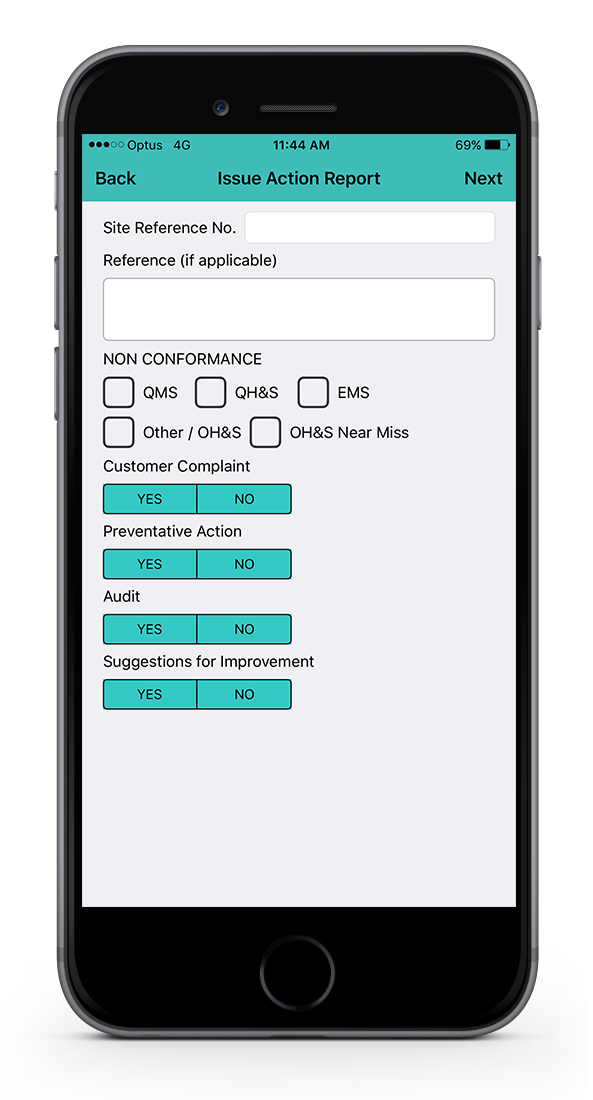 Optus 4G 11:44 AM 69%
Back Issue Action Report Next
Site Reference No.
Reference (if applicable)
NON CONFORMANCE
QMS QH&S EMS
Other / OH&S OH&S Near Miss
Customer Complaint
YES NO
Preventative Action
YES NO
Audit
YES NO
Suggestions for Improvement
YES NO